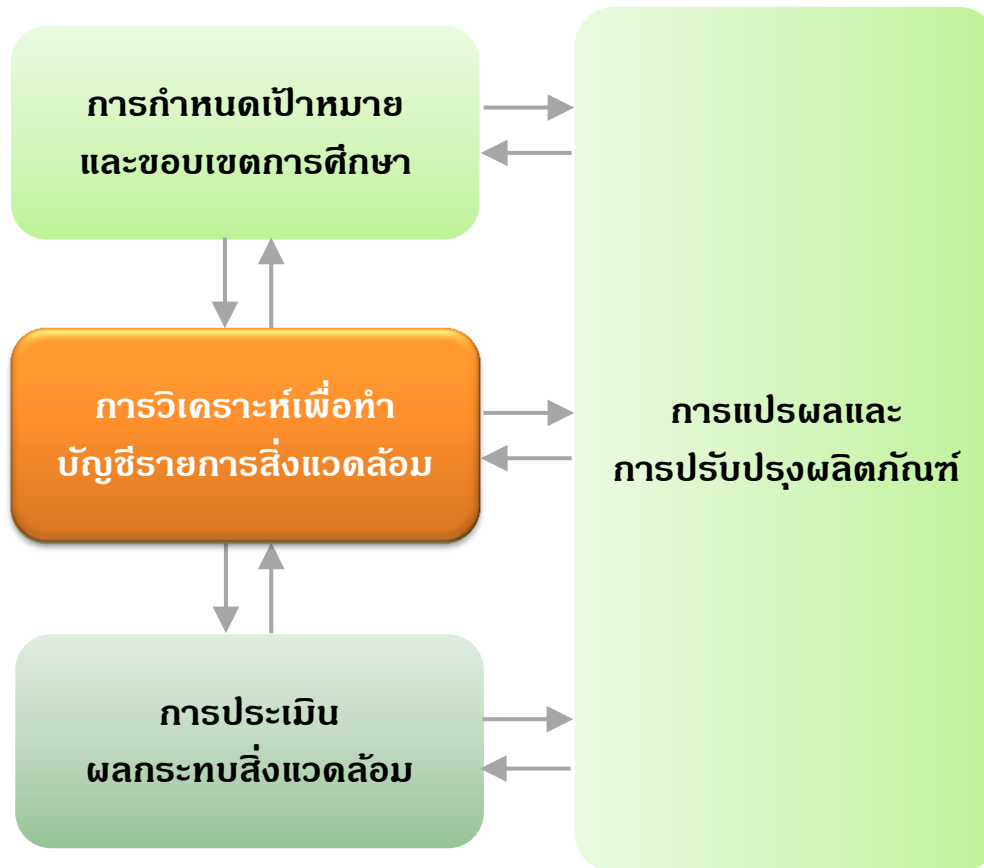 การกำหนดเป้าหมาย
และขอบเขตการศึกษา
การวิเคราะห์เพื่อทำ
บัญชีรายการสิ่งแวดล้อม
การแปรผลและ
การปรับปรุงผลิตภัณฑ์
การประเมิน
ผลกระทบสิ่งแวดล้อม